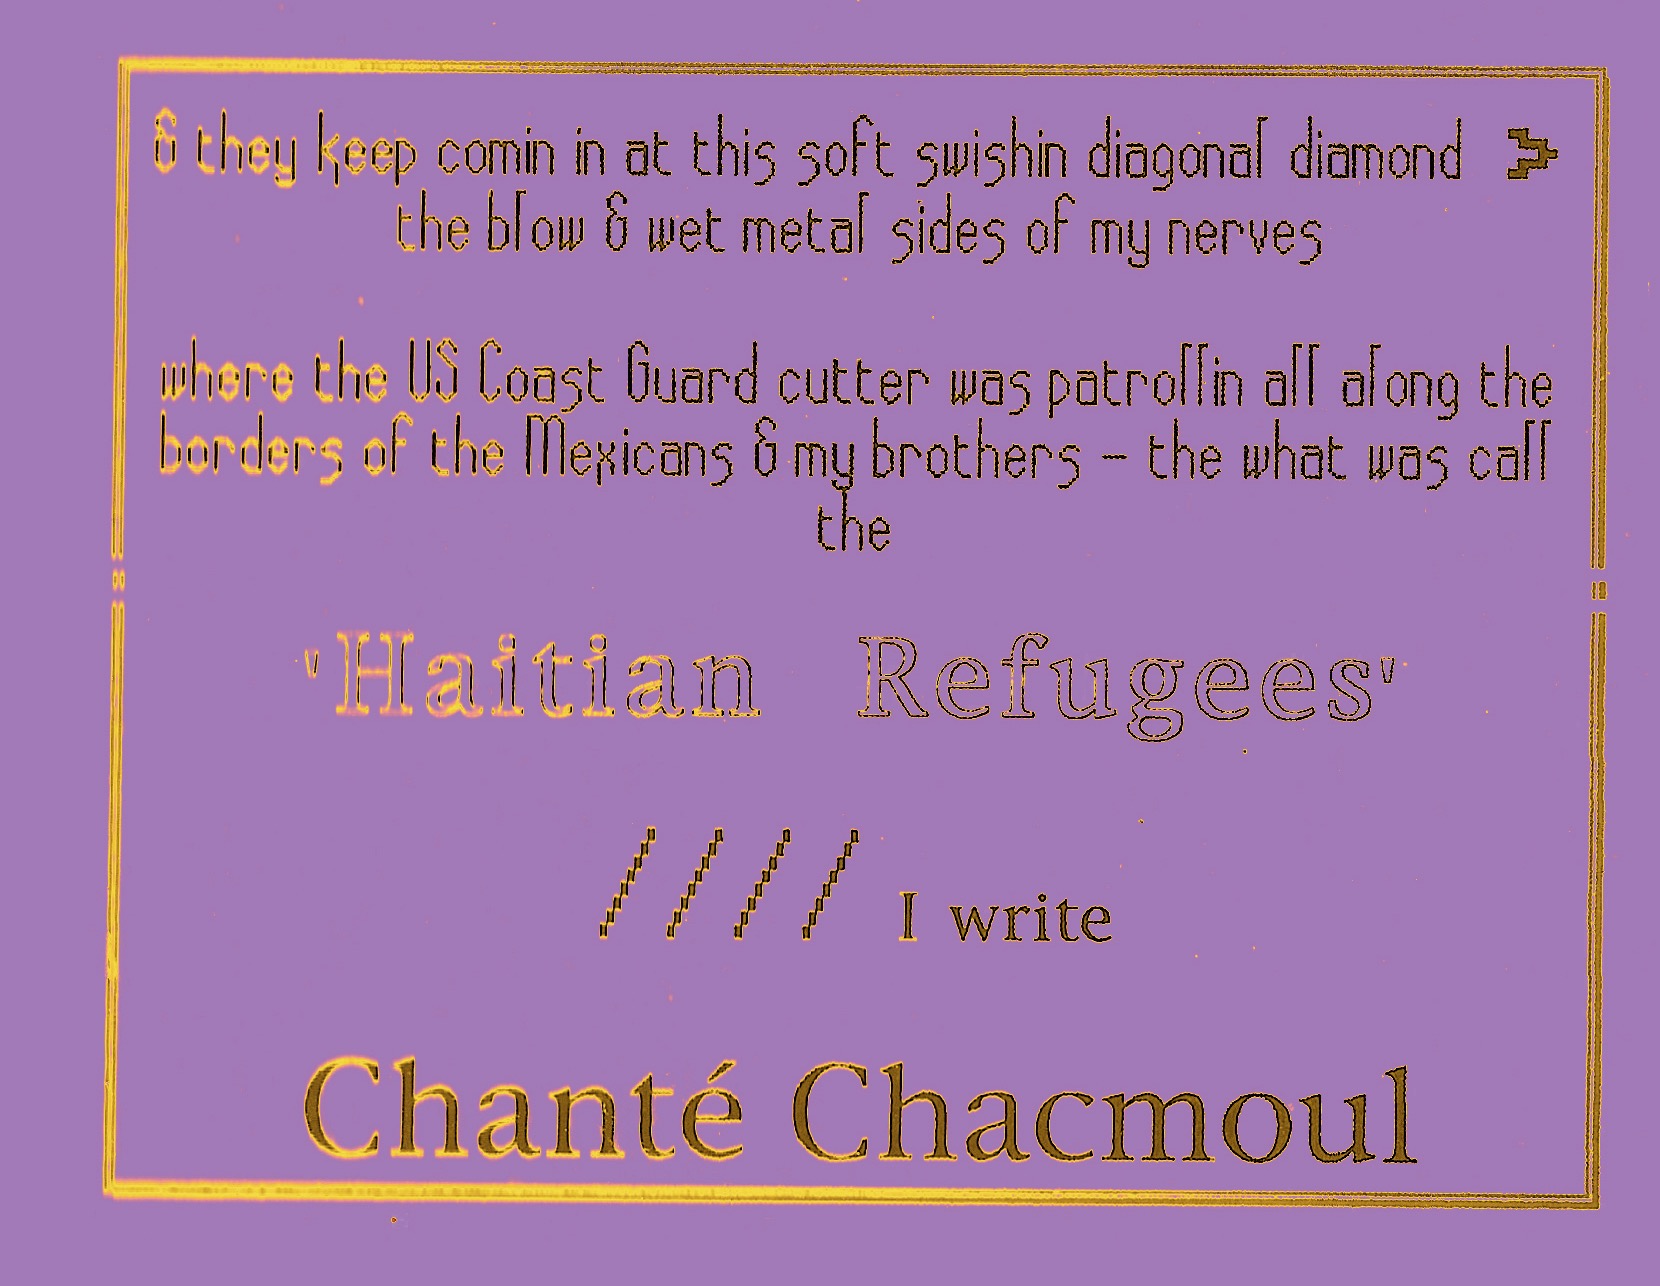 & they keep comin in at this soft swishin diagonal diamond >
the blow & wet metal sides of my nerves
where the US Coast Guard cutter was patrollin all along the
borders of the Mexicans & my brothers - the what was call
the
'Haitian Refugees'
//// I write
Chanté Chacmoul